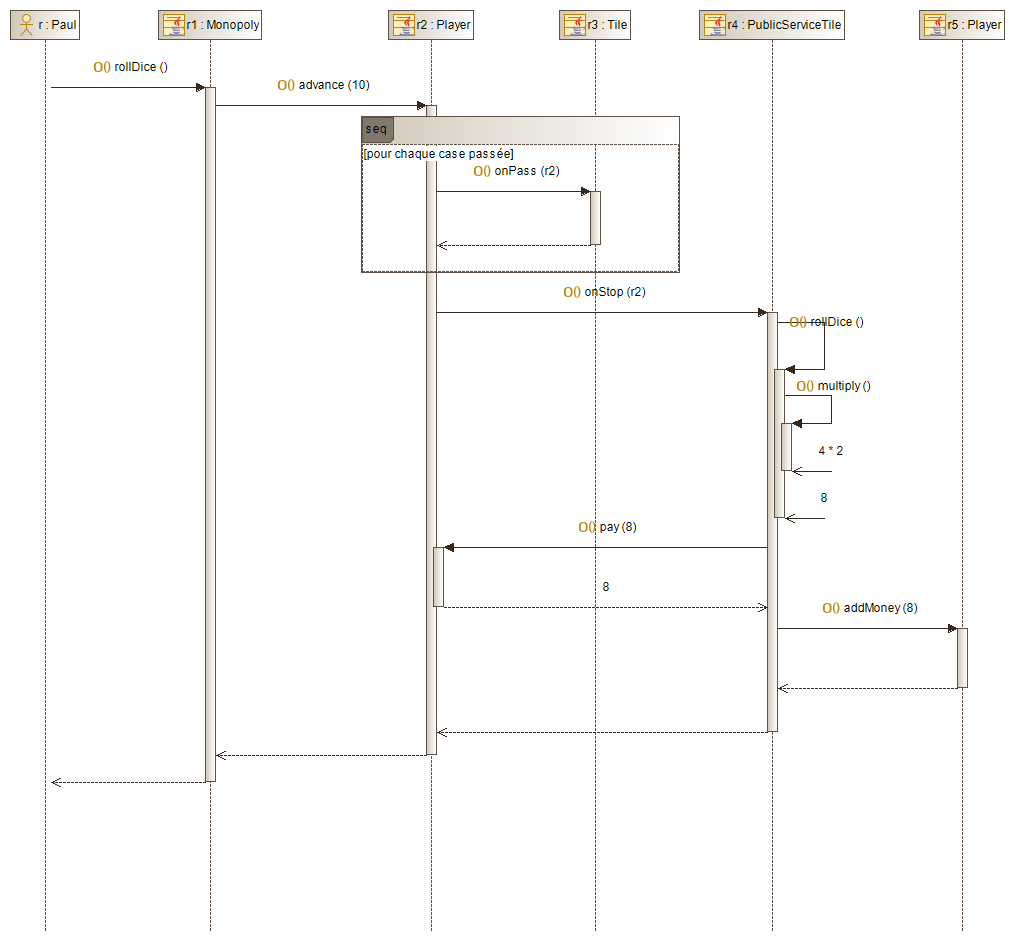 r : Paul
r1 : Monopoly
r2 : Player
r3 : Tile
r4 : PublicServiceTile
r5 : Player
O() rollDice ()
O() advance (10)
seq
[pour chaque case passée]
O() onPass (r2)
O() onStop (r2)
O() rollDice ()
O() multiply ()
4 * 2
8
O() pay (8)
8
O() addMoney (8)